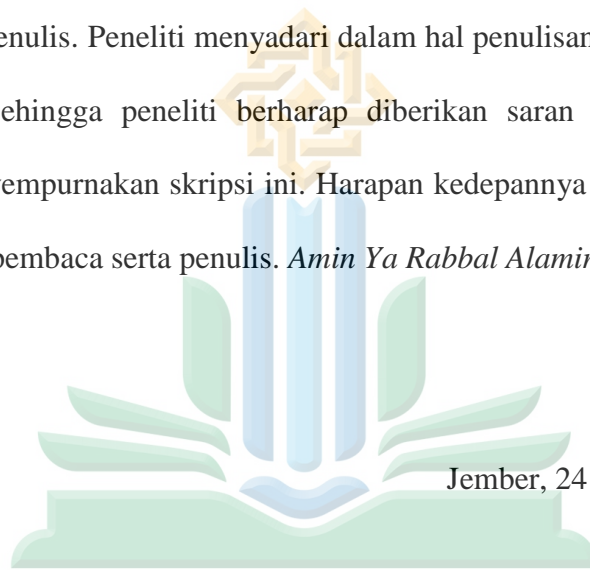 enulis. Peneliti menyadari dalam hal penulisan
ehingga peneliti berharap diberikan saran
empurnakan skripsi ini. Harapan kedepannya
pembaca serta penulis. Amin Ya Rabbal Alamin
Jember, 24